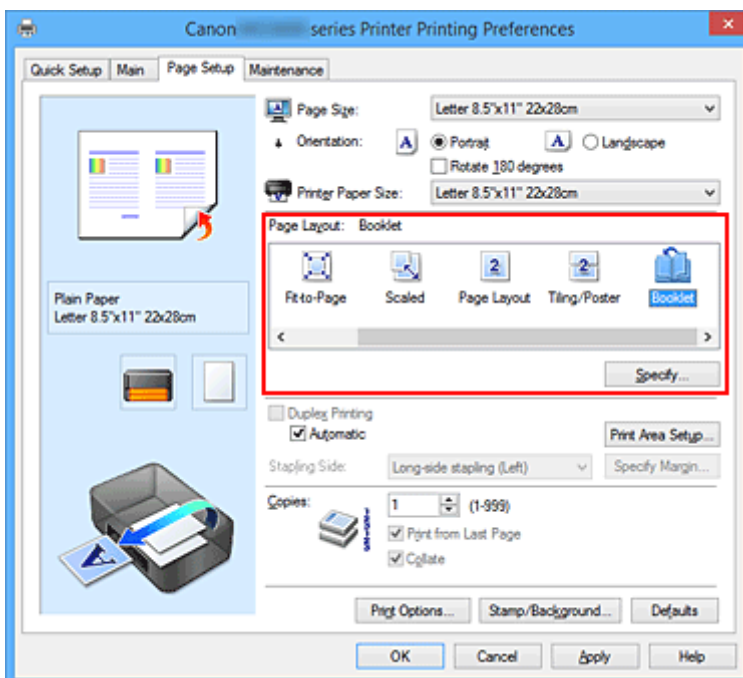 Canon series Printer Printing Preferences
Quick Setup Main Page Setup Maintenance
Page Size: Letter 8.5"x11" 22x28cm
Orientation: A Portrait A Landscape
Rotate 180 degrees
Printer Paper Size: Letter 8.5"x11" 22x28cm
Page Layout: Booklet
2 2
Fit-to-Page Scaled Page Layout Tiling/Poster Booklet
Plain Paper
Letter 8.5"x11" 22x28cm
Specify...
Duplex Printing
Automatic Print Area Setup...
Stapling Side: Long-side stapling (Left) Specify Margin...
Copies: 1 (1-999)
Print from Last Page
Collate
A
Print Options... Stamp/Background... Defaults
OK Cancel Apply Help